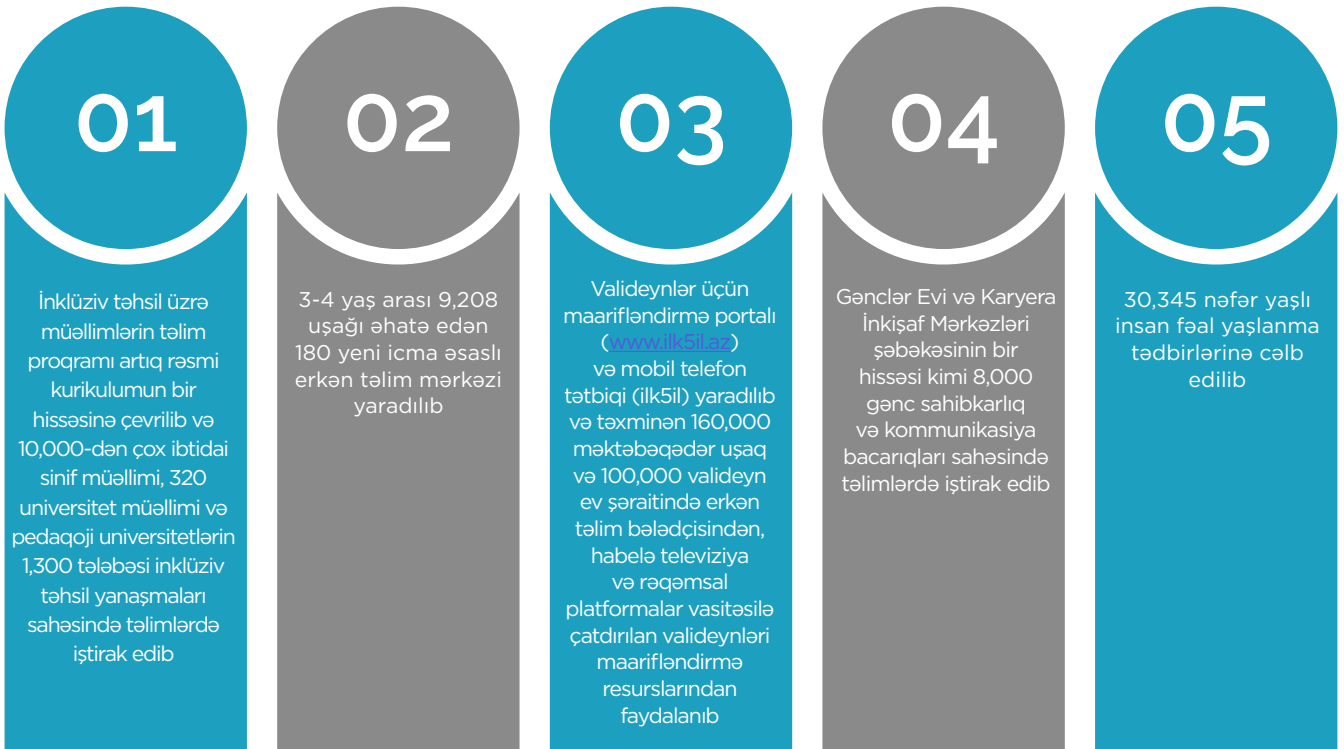 01
İnklüziv təhsil üzrə
müəllimlərin təlim
proqramı artıq rəsmi
kurikulumun bir
hissəsinə çevrilib və
10,000-dən çox ibtidai
sinif müəllimi, 320
universitet müəllimi və
pedaqoji universitetlərin
1,300 tələbəsi inklüziv
təhsil yanaşmaları
sahəsində təlimlərdə
iştirak edib
02
3-4 yaş arası 9,208
uşağı əhatə edən
180 yeni icma əsaslı
erkən təlim mərkəzi
yaradılıb
03
Valideynlər üçün
maarifləndirmə portalı
(www.ilk5il.az)
və mobil telefon
tətbiqi (ilk5il) yaradılıb
və təxminən 160,000
məktəbəqədər uşaq
və 100,000 valideyn
ev şəraitində erkən
təlim bələdçisindən,
habelə televiziya
və rəqəmsal
platformalar vasitəsilə
çatdırılan valideynləri
maarifləndirmə
resurslarından
faydalanıb
04
Gənclər Evi və Karyera
İnkişaf Mərkəzləri
şəbəkəsinin bir
hissəsi kimi 8,000
gənc sahibkarlıq
və kommunikasiya
bacarıqları sahəsində
təlimlərdə iştirak edib
05
30,345 nəfər yaşlı
insan fəal yaşlanma
tədbirlərinə cəlb
edilib